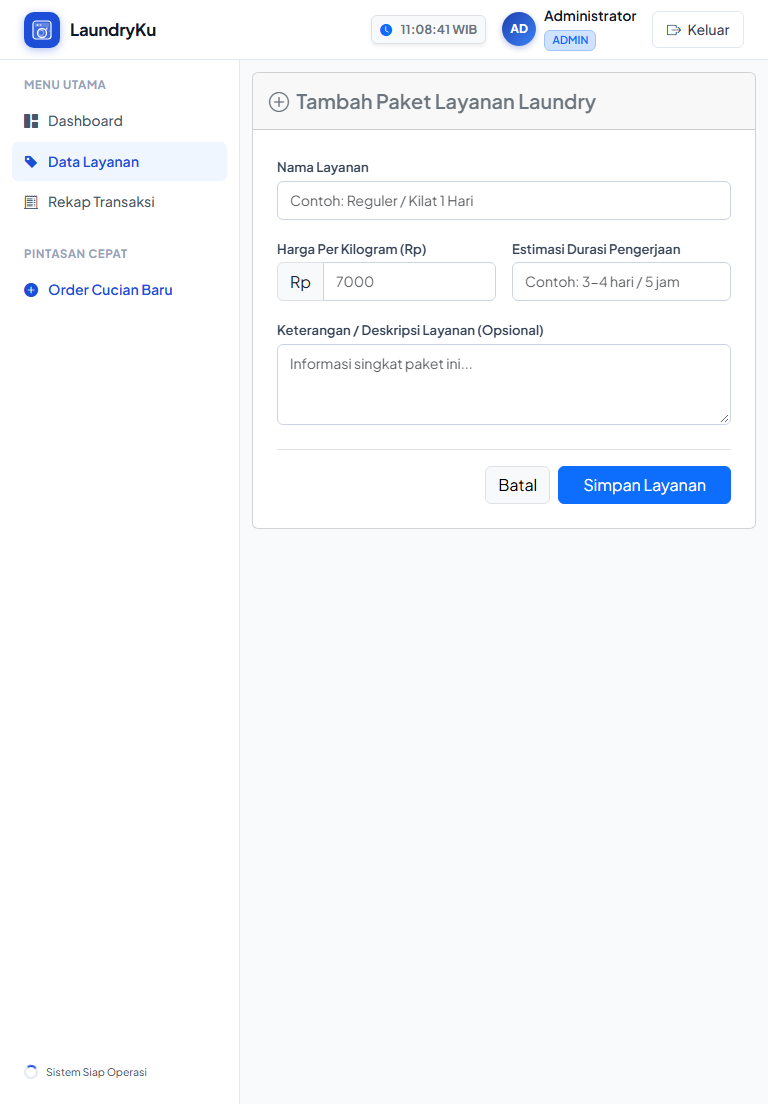 LaundryKu
11:08:41 WIB
AD
Administrator
ADMIN
Keluar
MENU UTAMA
Dashboard
Data Layanan
Rekap Transaksi
PINTASAN CEPAT
Order Cucian Baru
Tambah Paket Layanan Laundry
Nama Layanan
Contoh: Reguler / Kilat 1 Hari
Harga Per Kilogram (Rp)
Rp 7000
Estimasi Durasi Pengerjaan
Contoh: 3-4 hari / 5 jam
Keterangan / Deskripsi Layanan (Opsional)
Informasi singkat paket ini...
Batal
Simpan Layanan
Sistem Siap Operasi